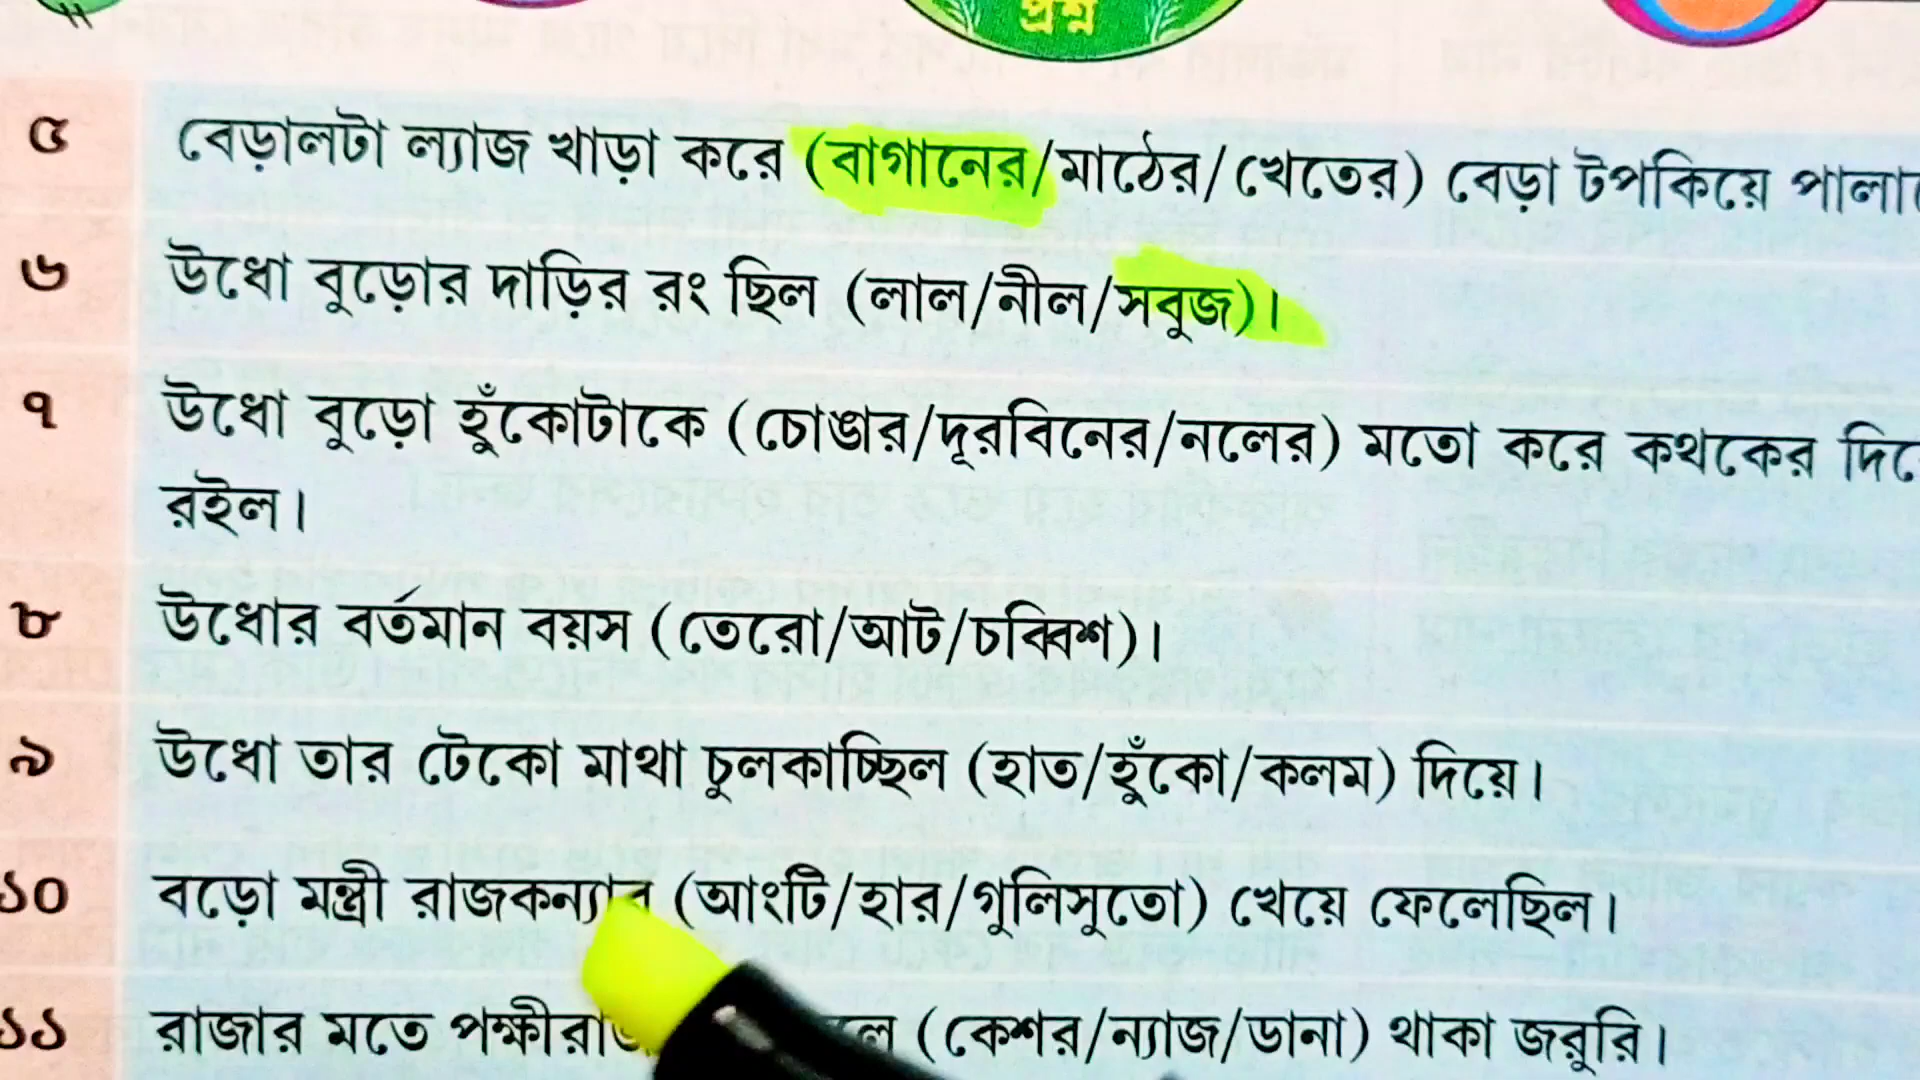 প্রশ্ন
৫ বেড়ালটা ল্যাজ খাড়া করে (বাগানের/মাঠের/খেতের) বেড়া টপকিয়ে
৬ উধো বুড়োর দাড়ির রং ছিল (লাল/নীল/সবুজ)।
৭ উধো বুড়ো হুঁকোটাকে (চোঙার/দূরবিনের/নলের) মতো করে কথকের
রইল।
৮ উধোর বর্তমান বয়স (তেরো/আট/চব্বিশ)।
৯ উধো তার টেকো মাথা চুলকাচ্ছিল (হাত/হুঁকো/কলম) দিয়ে।
১০ বড়ো মন্ত্রী রাজকন্যার (আংটি/হার/গুলিসুতো) খেয়ে ফেলেছিল।
১১ রাজার মতে (কেশর/ন্যাজ/ডানা) থাকা জরুরি।